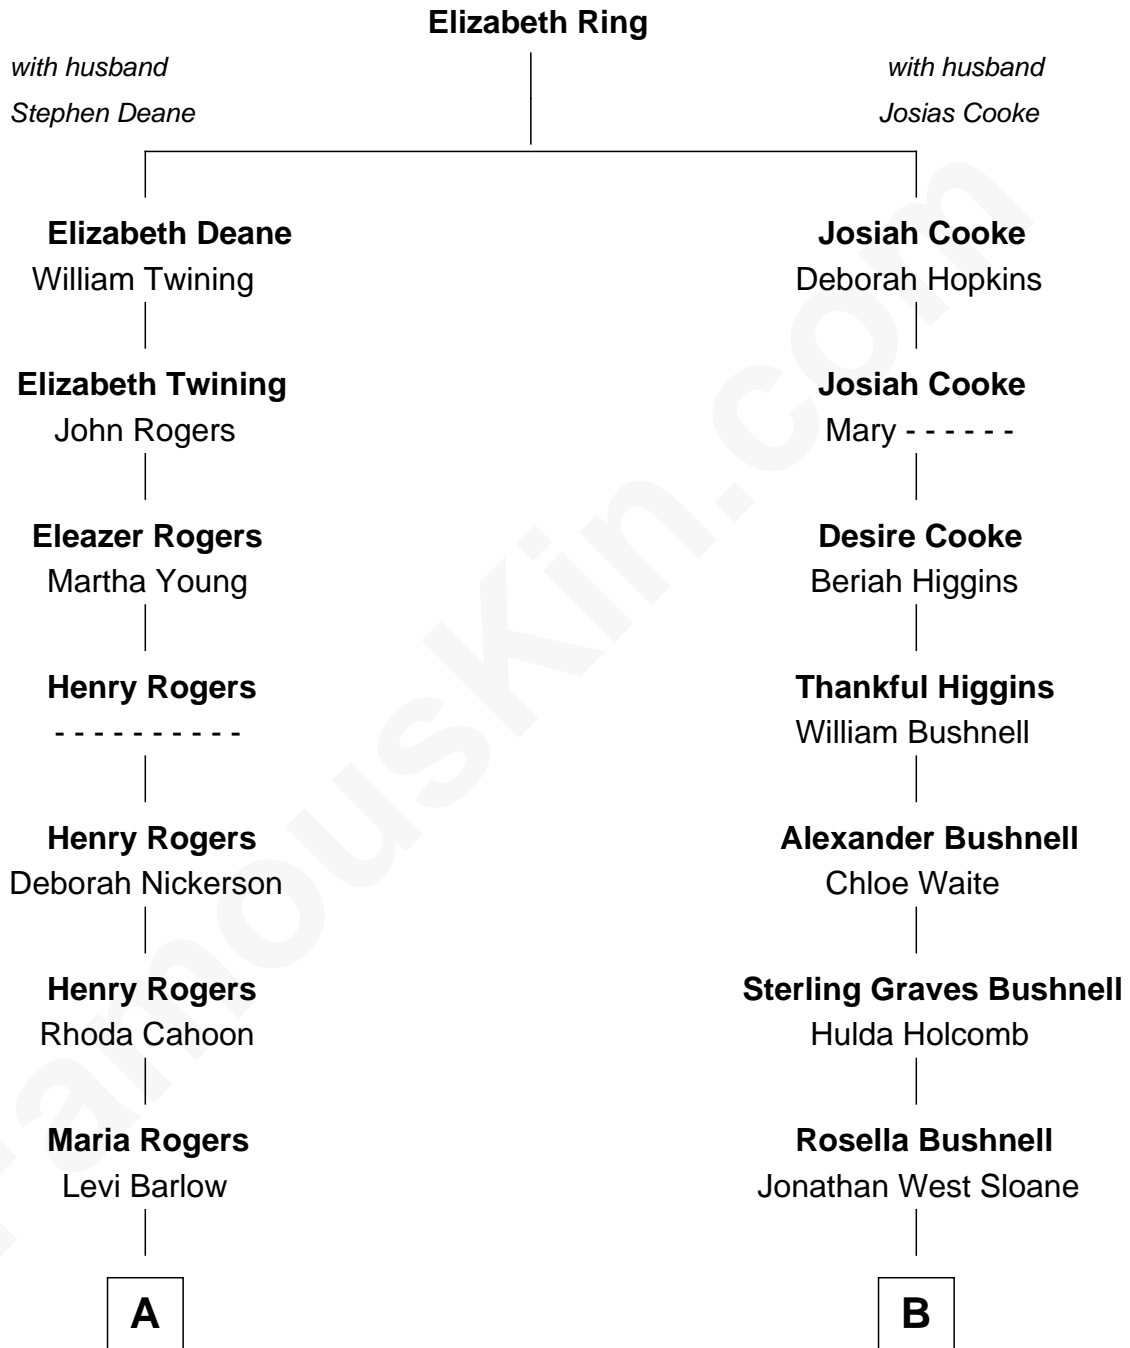 Elizabeth Ring
with husband
Stephen Deane
with husband
Josias Cooke
Elizabeth Deane
William Twining
Josiah Cooke
Deborah Hopkins
Elizabeth Twining
John Rogers
Josiah Cooke
Mary - - - - - -
Eleazer Rogers
Martha Young
Desire Cooke
Beriah Higgins
Henry Rogers
- - - - - - - - - -
Thankful Higgins
William Bushnell
Henry Rogers
Deborah Nickerson
Alexander Bushnell
Chloe Waite
Henry Rogers
Rhoda Cahoon
Sterling Graves Bushnell
Hulda Holcomb
Maria Rogers
Levi Barlow
Rosella Bushnell
Jonathan West Sloane
A
B
FamousKin.com